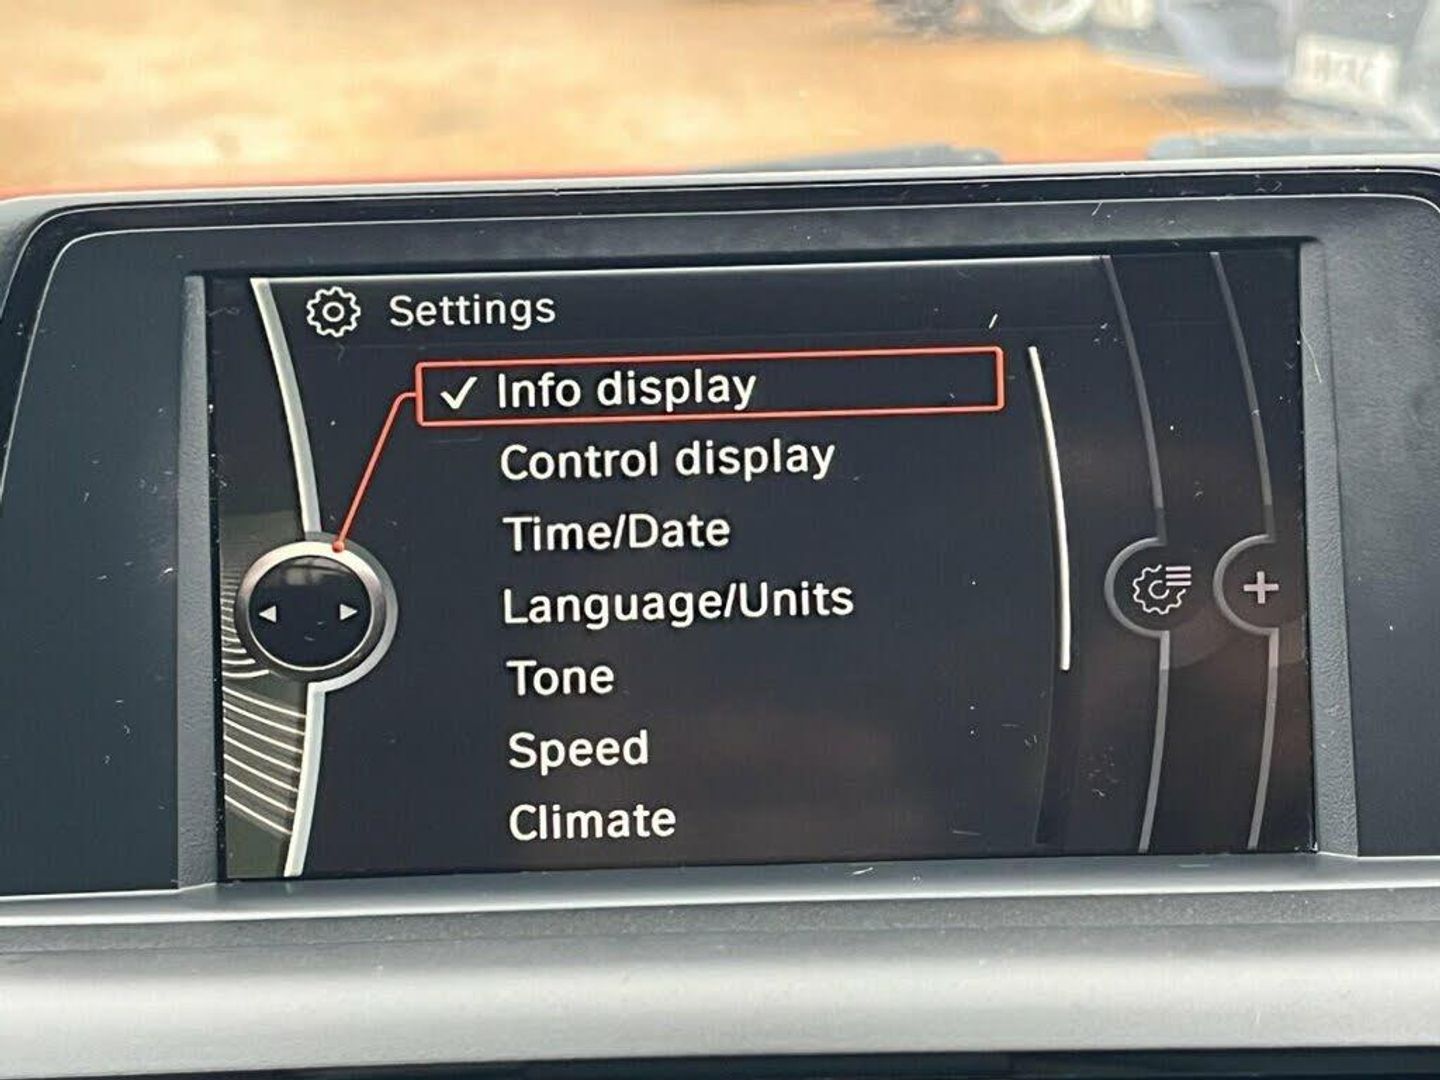 Settings
✓ Info display
Control display
Time/Date
Language/Units
Tone
Speed
Climate